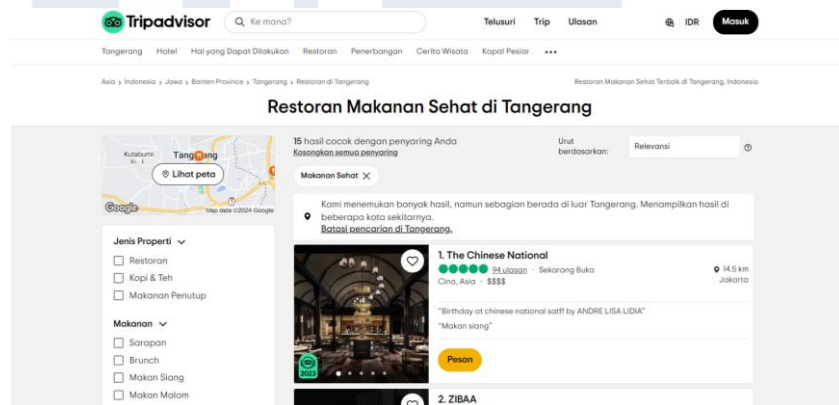 Tripadvisor
Ke mana?
Telusuri Trip Ulasan
IDR
Masuk
Tangerang Hotel Hal yang Dapat Dilakukan Restoran Penerbangan Cerita Wisata Kapal Pesiar
Asia > Indonesia > Jawa > Banten Province > Tangerang > Restoran di Tangerang
Restoran Makanan Sehat Terbaik di Tangerang, Indonesia
Restoran Makanan Sehat di Tangerang
Kutabumi
Lihat peta
Google
Map data ©2024 Google
15 hasil cocok dengan penyaring Anda
Kosongkan semua penyaring
Urut berdasarkan:
Relevansi
Makanan Sehat
Kami menemukan banyak hasil, namun sebagian berada di luar Tangerang. Menampilkan hasil di
beberapa kota sekitarnya.
Batasi pencarian di Tangerang.
Jenis Properti
Restoran
Kopi & Teh
Makanan Penutup
Makanan
Sarapan
Brunch
Makan Siang
Makan Malam
2023
1. The Chinese National
94 ulasan · Sekarang Buka
Cina, Asia · $$$$
14.5 km
Jakarta
"Birthday at chinese national satff by ANDRE LISA LIDIA"
"Makan siang"
Pesan
2. ZIBAA